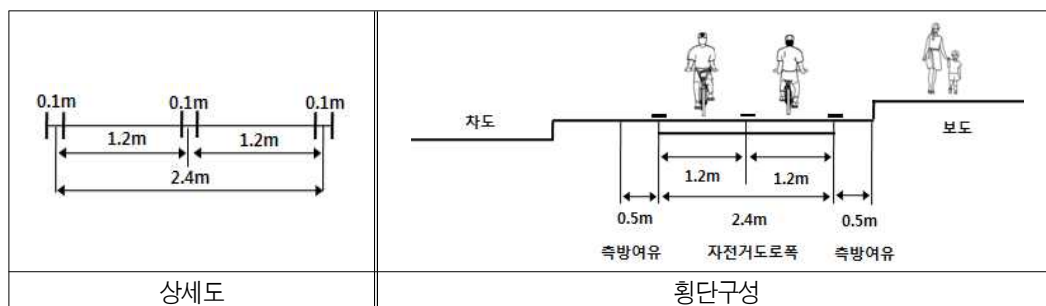 0.1m 0.1m 0.1m
1.2m 1.2m
2.4m
상세도
차도
보도
1.2m 1.2m
0.5m 2.4m 0.5m
측방여유 자전거도로폭 측방여유
횡단구성